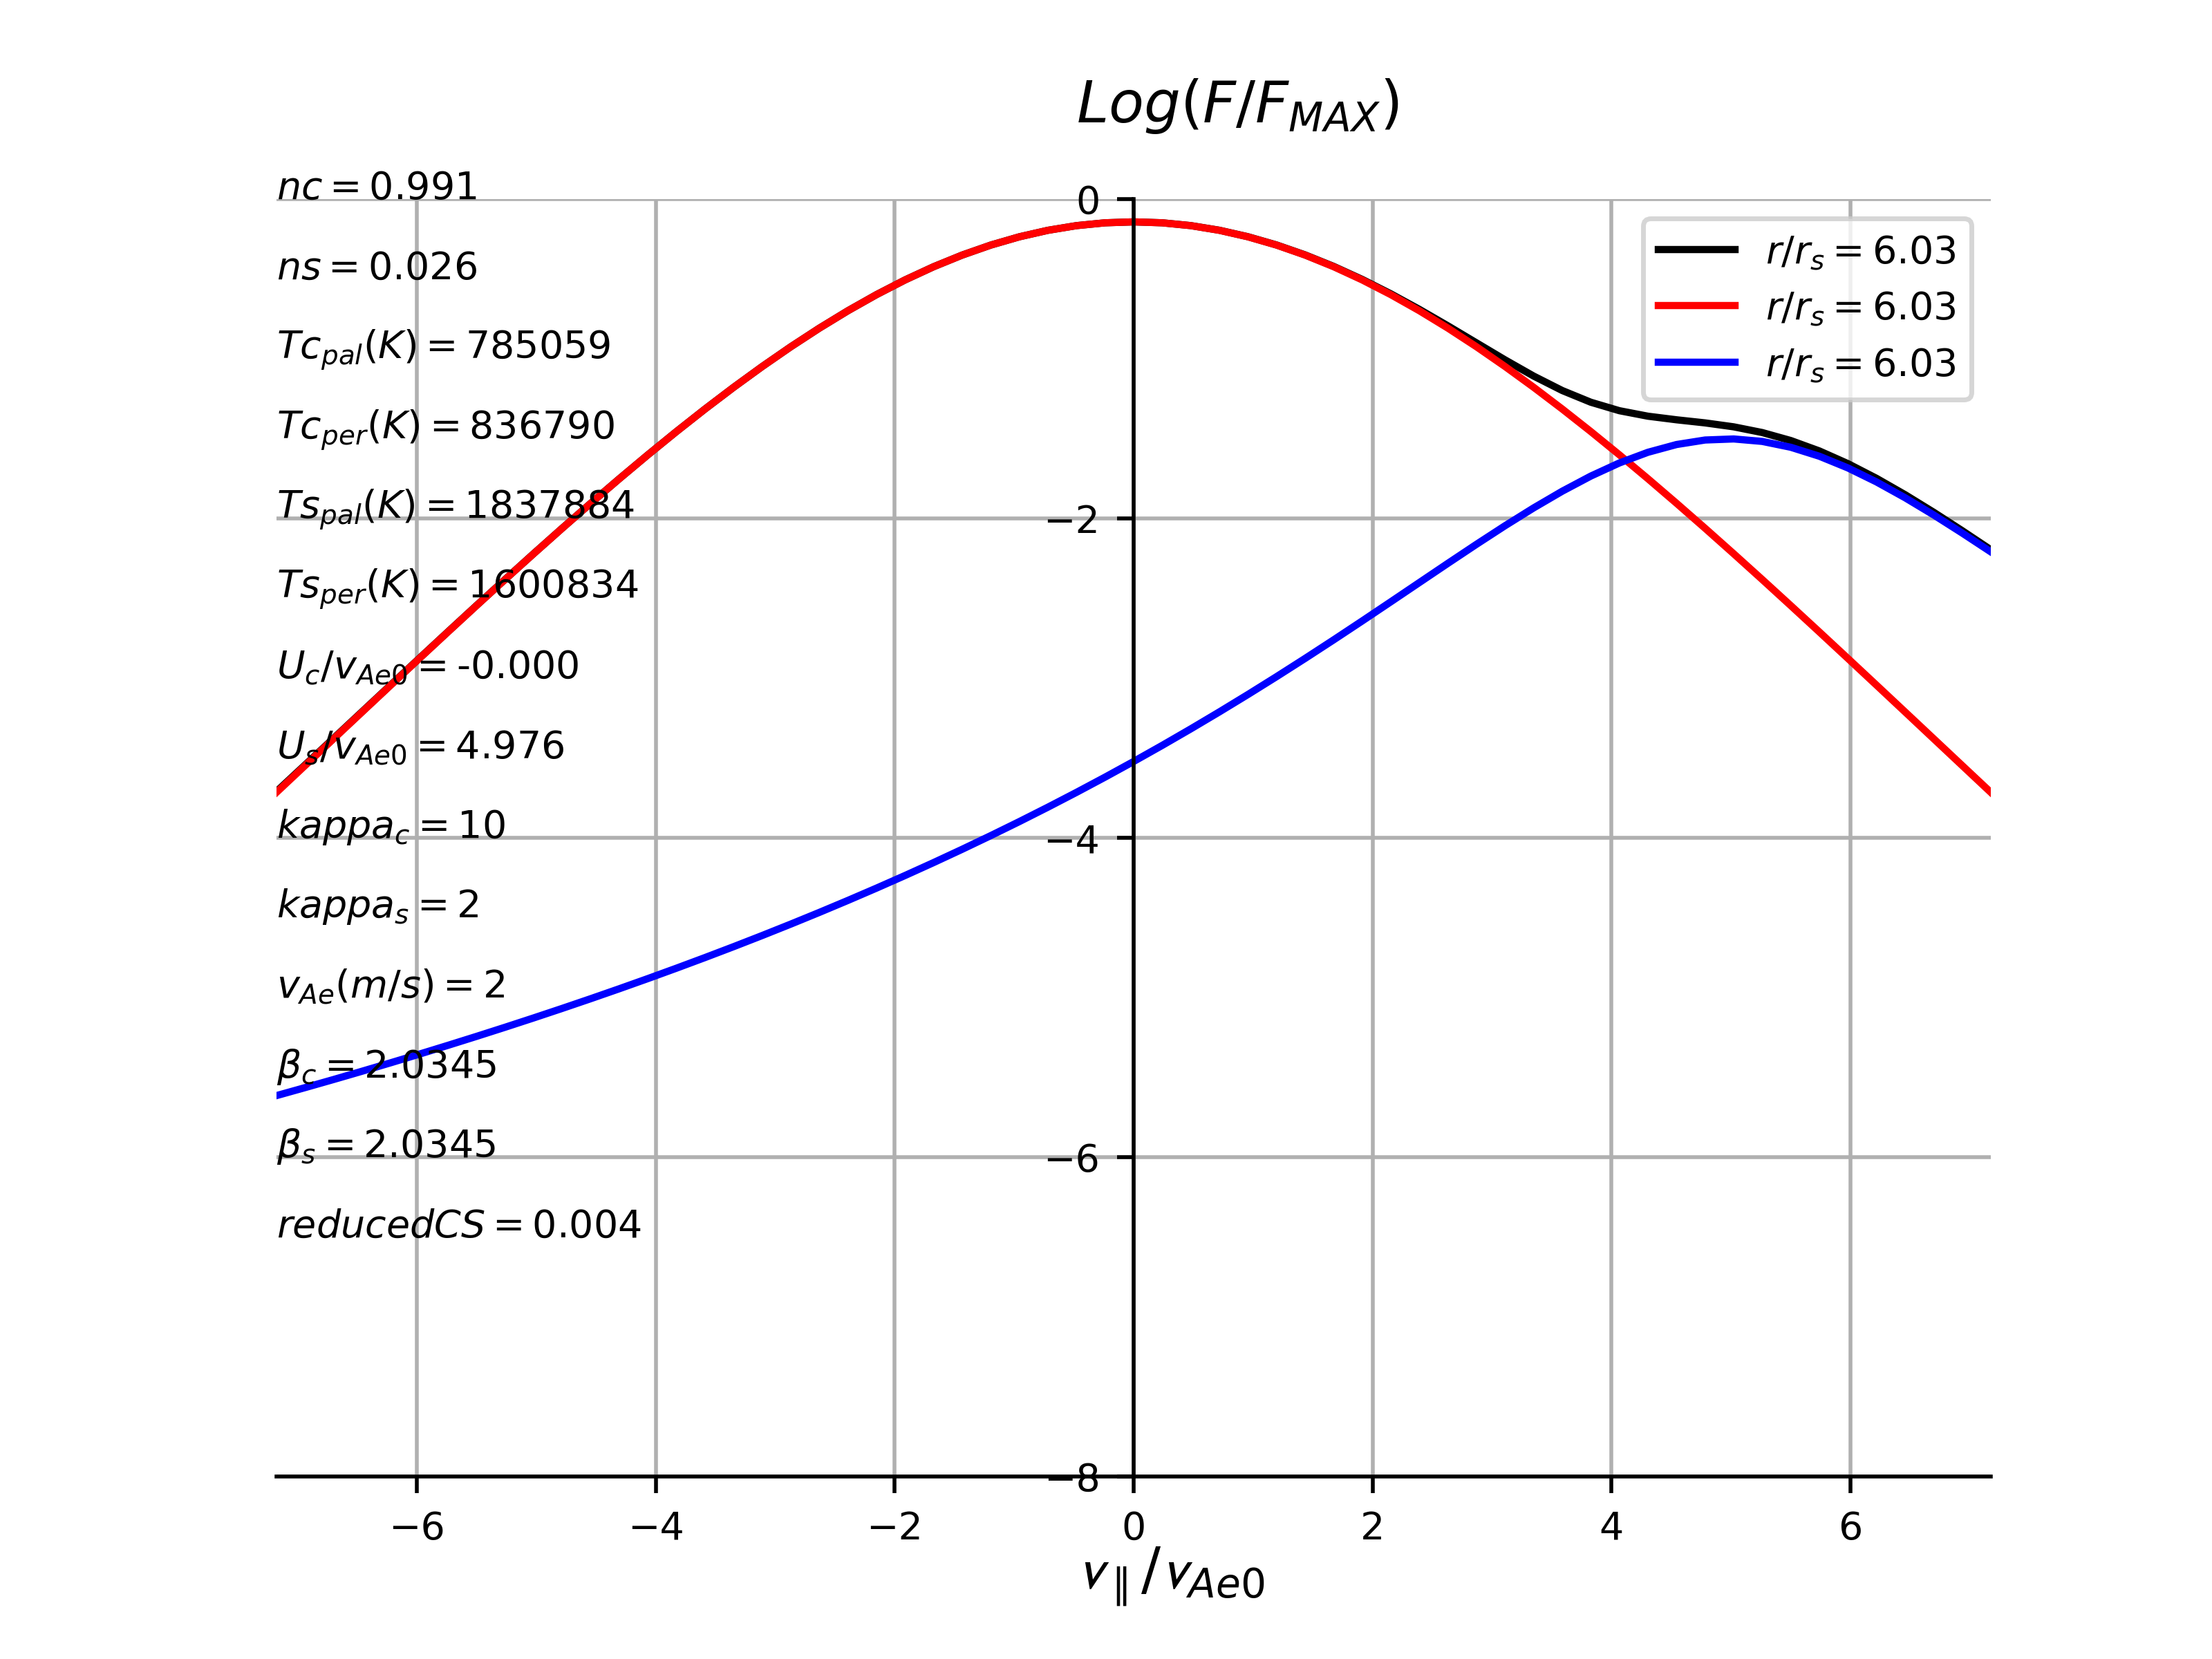 Log(F/F_MAX)
nc = 0.991
ns = 0.026
Tc_pal(K) = 785059
Tc_per(K) = 836790
Ts_pal(K) = 1837884
Ts_per(K) = 1600834
U_c/v_Ae0 = -0.000
U_s/v_Ae0 = 4.976
kappa_c = 10
kappa_s = 2
v_Ae(m/s) = 2
β_c = 2.0345
β_s = 2.0345
reducedCS = 0.004
0
−2
−4
−6
−8
r/r_s = 6.03
r/r_s = 6.03
r/r_s = 6.03
−6 −4 −2 0 2 4 6
v_∥/v_Ae0